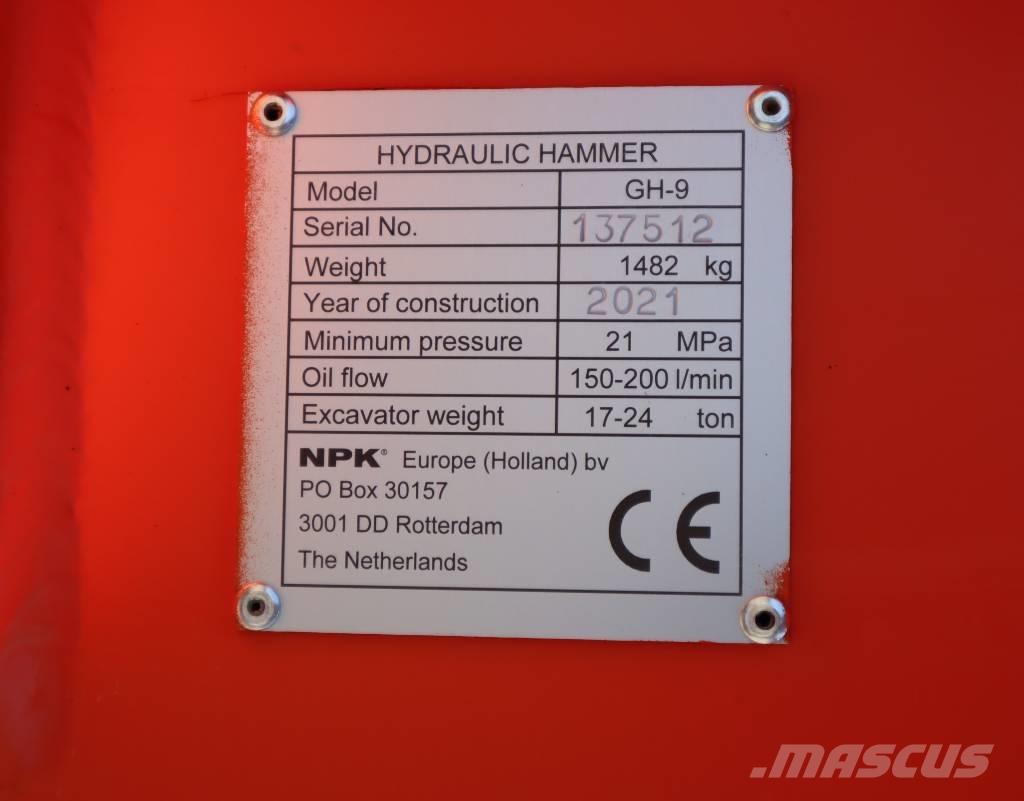 HYDRAULIC HAMMER
Model GH-9
Serial No. 137512
Weight 1482 kg
Year of construction 2021
Minimum pressure 21 MPa
Oil flow 150-200 l/min
Excavator weight 17-24 ton
NPK® Europe (Holland) bv
PO Box 30157
3001 DD Rotterdam
The Netherlands
CE
.MASCUS